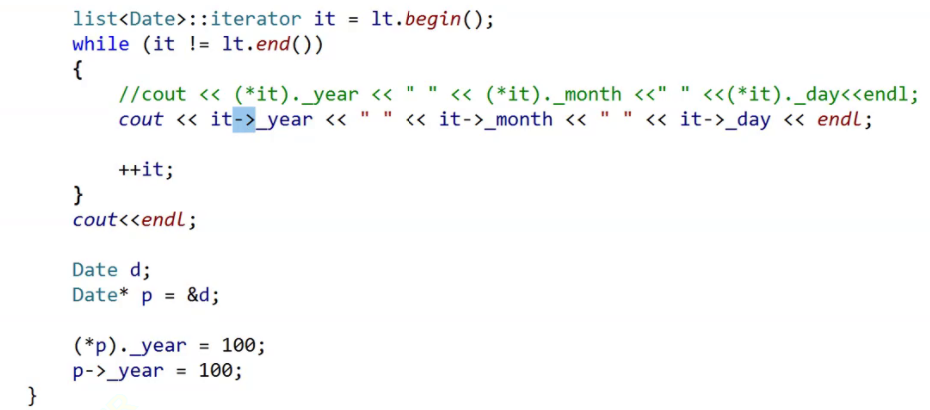 list<Date>::iterator it = lt.begin();
while (it != lt.end())
{
//cout << (*it)._year << " " << (*it)._month <<" " <<(*it)._day<<endl;
cout << it->_year << " " << it->_month << " " << it->_day << endl;
++it;
}
cout<<endl;
Date d;
Date* p = &d;
(*p)._year = 100;
p->_year = 100;
}